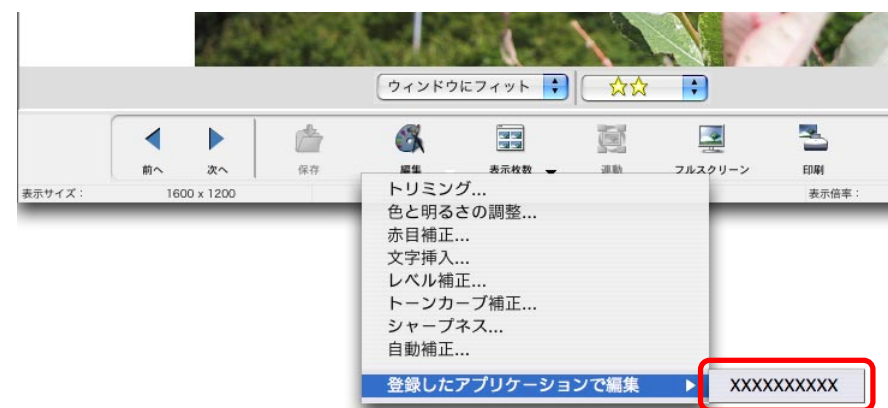 ウィンドウにフィット ☆☆
前へ 次へ 保存 編集 表示枚数 連動 フルスクリーン 印刷
表示サイズ： 1600 x 1200 表示倍率：
トリミング...
色と明るさの調整...
赤目補正...
文字挿入...
レベル補正...
トーンカーブ補正...
シャープネス...
自動補正...
登録したアプリケーションで編集 XXXXXXXXXX